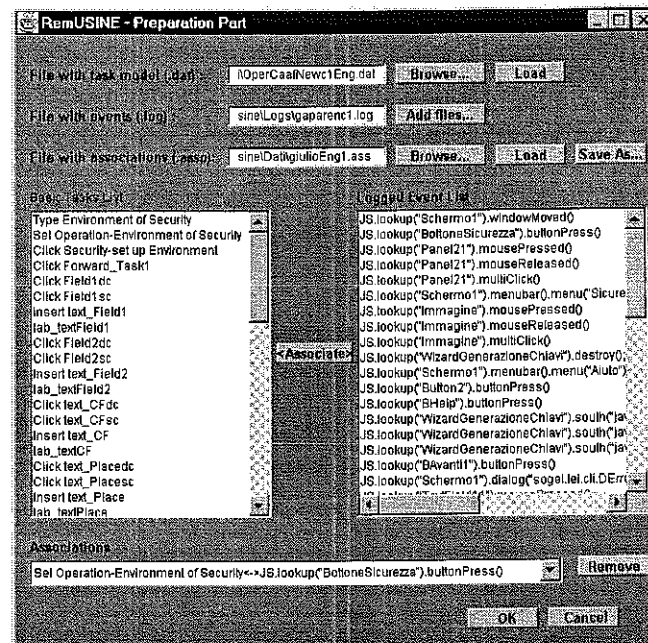 RemUSINE - Preparation Part
File with task model (.dat) i\OperCaafNewc1Eng.dat Browse... Load
File with events (.log) sine\Logs\gaparenc1.log Add files...
File with associations (.asso) sine\Dati\giulioEng1.ass Browse... Load Save As...
Basic Tasks List
Type Environment of Security
Sel Operation-Environment of Security
Click Security-set up Environment
Click Forward_Task1
Click Field1dc
Click Field1sc
Insert text_Field1
lab_textField1
Click Field2dc
Click Field2sc
Insert text_Field2
lab_textField2
Click text_CFdc
Click text_CFsc
Insert text_CF
lab_textCF
Click text_Placedc
Click text_Placesc
Insert text_Place
lab_textPlace
<Associate>
Logged Event List
JS.lookup("Schermo1").windowMoved()
JS.lookup("BottoneSicurezza").buttonPress()
JS.lookup("Panel21").mousePressed()
JS.lookup("Panel21").mouseReleased()
JS.lookup("Panel21").multiClick()
JS.lookup("Schermo1").menubar().menu("Sicure
JS.lookup("Immagine").mousePressed()
JS.lookup("Immagine").mouseReleased()
JS.lookup("Immagine").multiClick()
JS.lookup("WizardGenerazioneChiavi").destroy()
JS.lookup("Schermo1").menubar().menu("Aiuto")
JS.lookup("Button2").buttonPress()
JS.lookup("BHelp").buttonPress()
JS.lookup("WizardGenerazioneChiavi").south("jav
JS.lookup("WizardGenerazioneChiavi").south("jav
JS.lookup("WizardGenerazioneChiavi").south("jav
JS.lookup("BAvanti1").buttonPress()
JS.lookup("Schermo1").dialog("sogei.lei.cli.DErro
Associations
Sel Operation-Environment of Security<->JS.lookup("BottoneSicurezza").buttonPress() Remove
OK Cancel